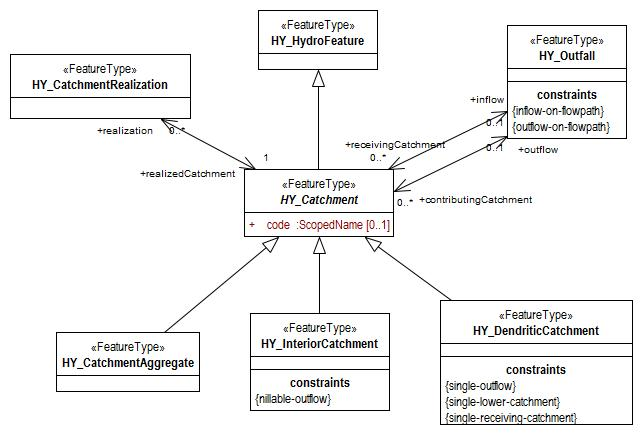 «FeatureType»
HY_HydroFeature
«FeatureType»
HY_Outfall
constraints
{inflow-on-flowpath}
{outflow-on-flowpath}
«FeatureType»
HY_CatchmentRealization
+realization
0..*
1
+realizedCatchment
+inflow
0..1
+receivingCatchment
0..*
0..1
+outflow
0..*
+contributingCatchment
«FeatureType»
HY_Catchment
+ code :ScopedName [0..1]
«FeatureType»
HY_CatchmentAggregate
«FeatureType»
HY_InteriorCatchment
constraints
{nillable-outflow}
«FeatureType»
HY_DendriticCatchment
constraints
{single-outflow}
{single-lower-catchment}
{single-receiving-catchment}